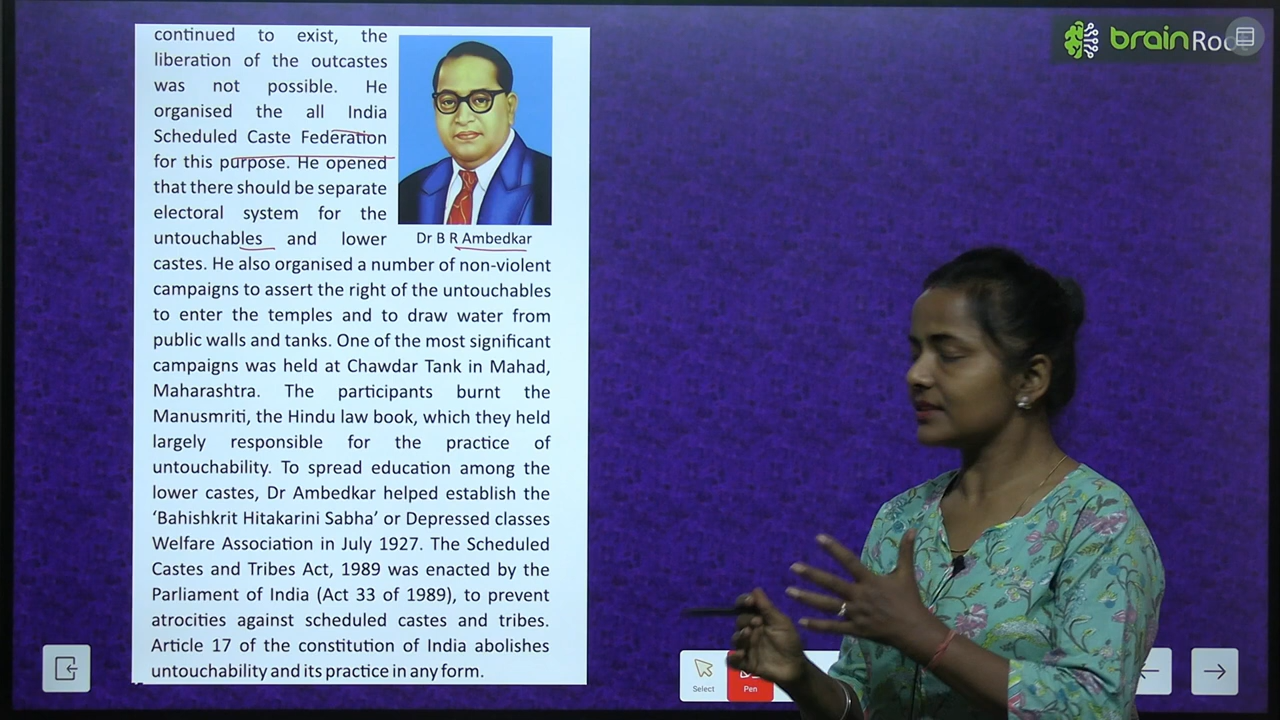 continued to exist, the
liberation of the outcastes
was not possible. He
organised the all India
Scheduled Caste Federation
for this purpose. He opened
that there should be separate
electoral system for the
untouchables and lower
Dr B R Ambedkar
castes. He also organised a number of non-violent
campaigns to assert the right of the untouchables
to enter the temples and to draw water from
public walls and tanks. One of the most significant
campaigns was held at Chawdar Tank in Mahad,
Maharashtra. The participants burnt the
Manusmriti, the Hindu law book, which they held
largely responsible for the practice of
untouchability. To spread education among the
lower castes, Dr Ambedkar helped establish the
‘Bahishkrit Hitakarini Sabha’ or Depressed classes
Welfare Association in July 1927. The Scheduled
Castes and Tribes Act, 1989 was enacted by the
Parliament of India (Act 33 of 1989), to prevent
atrocities against scheduled castes and tribes.
Article 17 of the constitution of India abolishes
untouchability and its practice in any form.
brain
Select
Pen